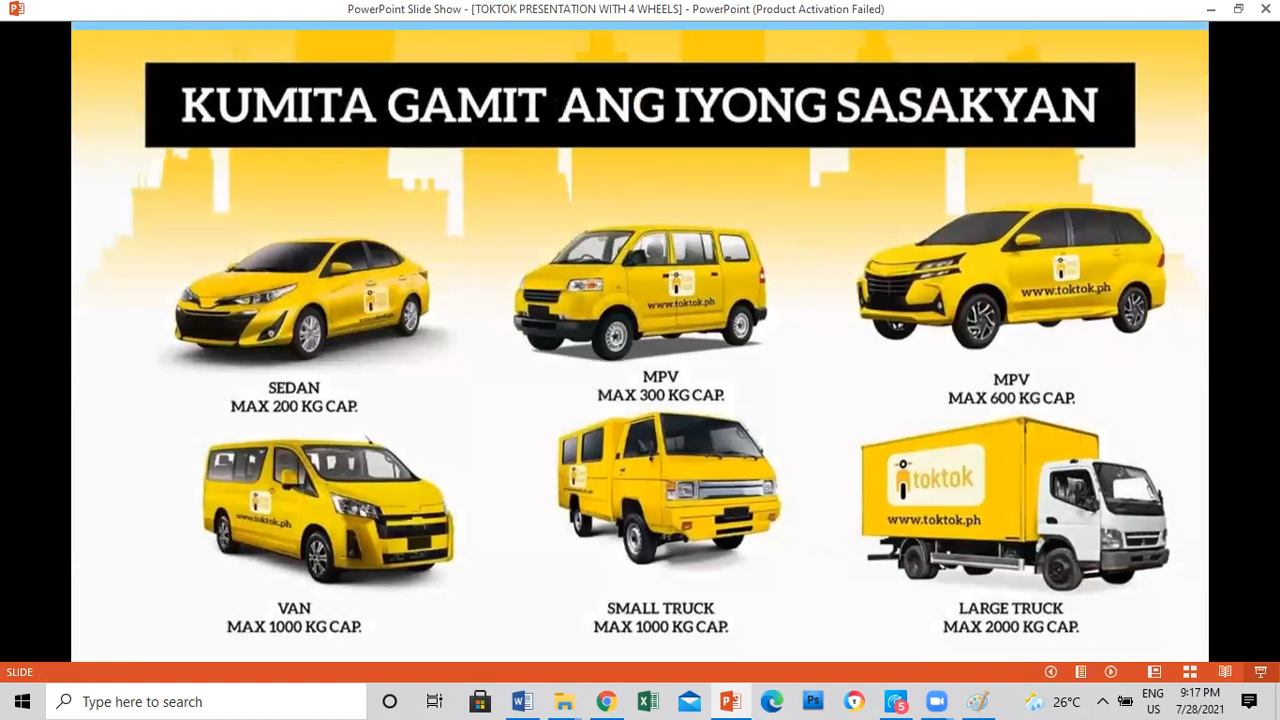 PowerPoint Slide Show - [TOKTOK PRESENTATION WITH 4 WHEELS] - PowerPoint (Product Activation Failed)
KUMITA GAMIT ANG IYONG SASAKYAN
www.toktok.ph
www.toktok.ph
SEDAN
MAX 200 KG CAP.
MPV
MAX 300 KG CAP.
MPV
MAX 600 KG CAP.
www.toktok.ph
toktok
www.toktok.ph
VAN
MAX 1000 KG CAP.
SMALL TRUCK
MAX 1000 KG CAP.
LARGE TRUCK
MAX 2000 KG CAP.
SLIDE
Type here to search
Ps
5
26°C
ENG
US
9:17 PM
7/28/2021